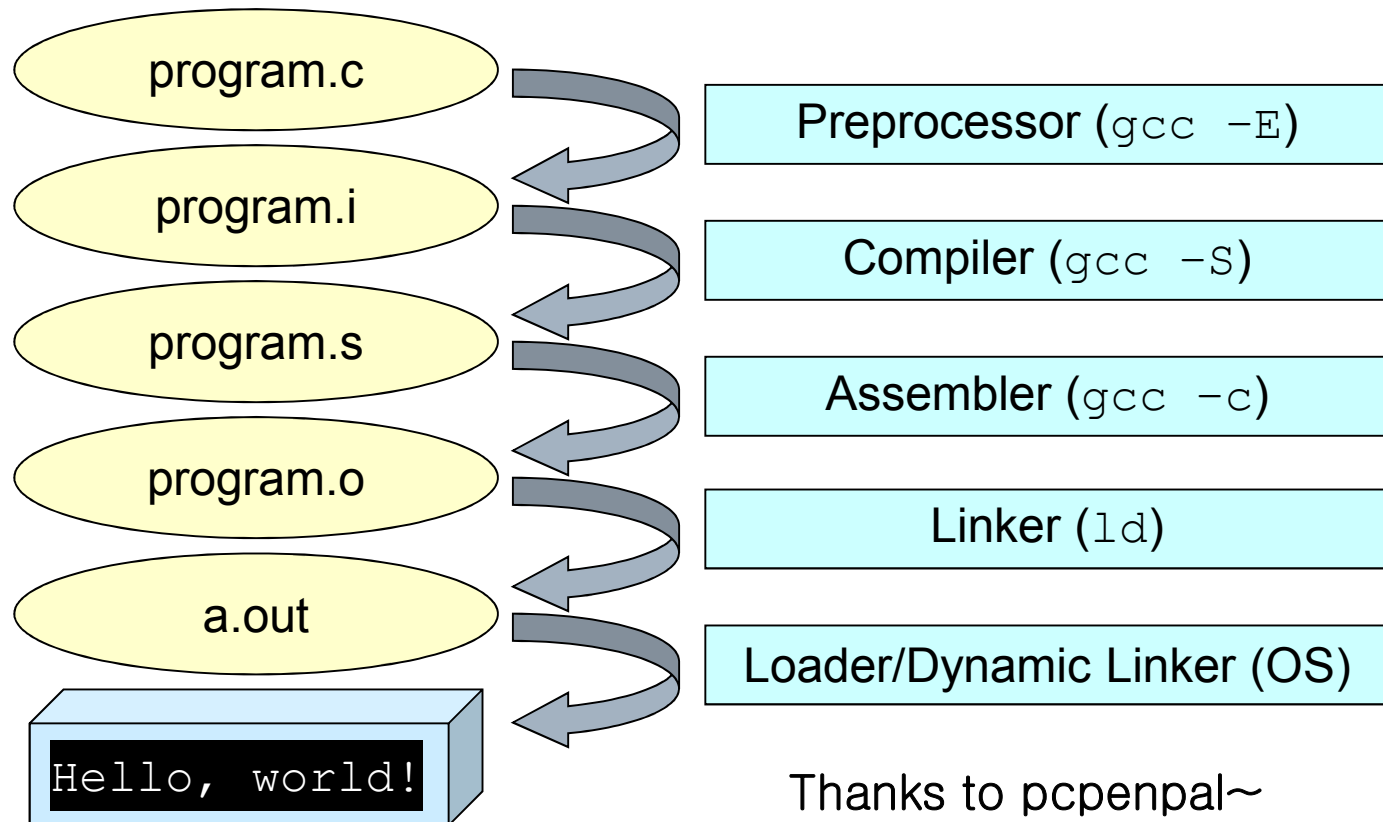 program.c
Preprocessor (gcc -E)
program.i
Compiler (gcc -S)
program.s
Assembler (gcc -c)
program.o
Linker (ld)
a.out
Loader/Dynamic Linker (OS)
Hello, world!
Thanks to pcpenpal~